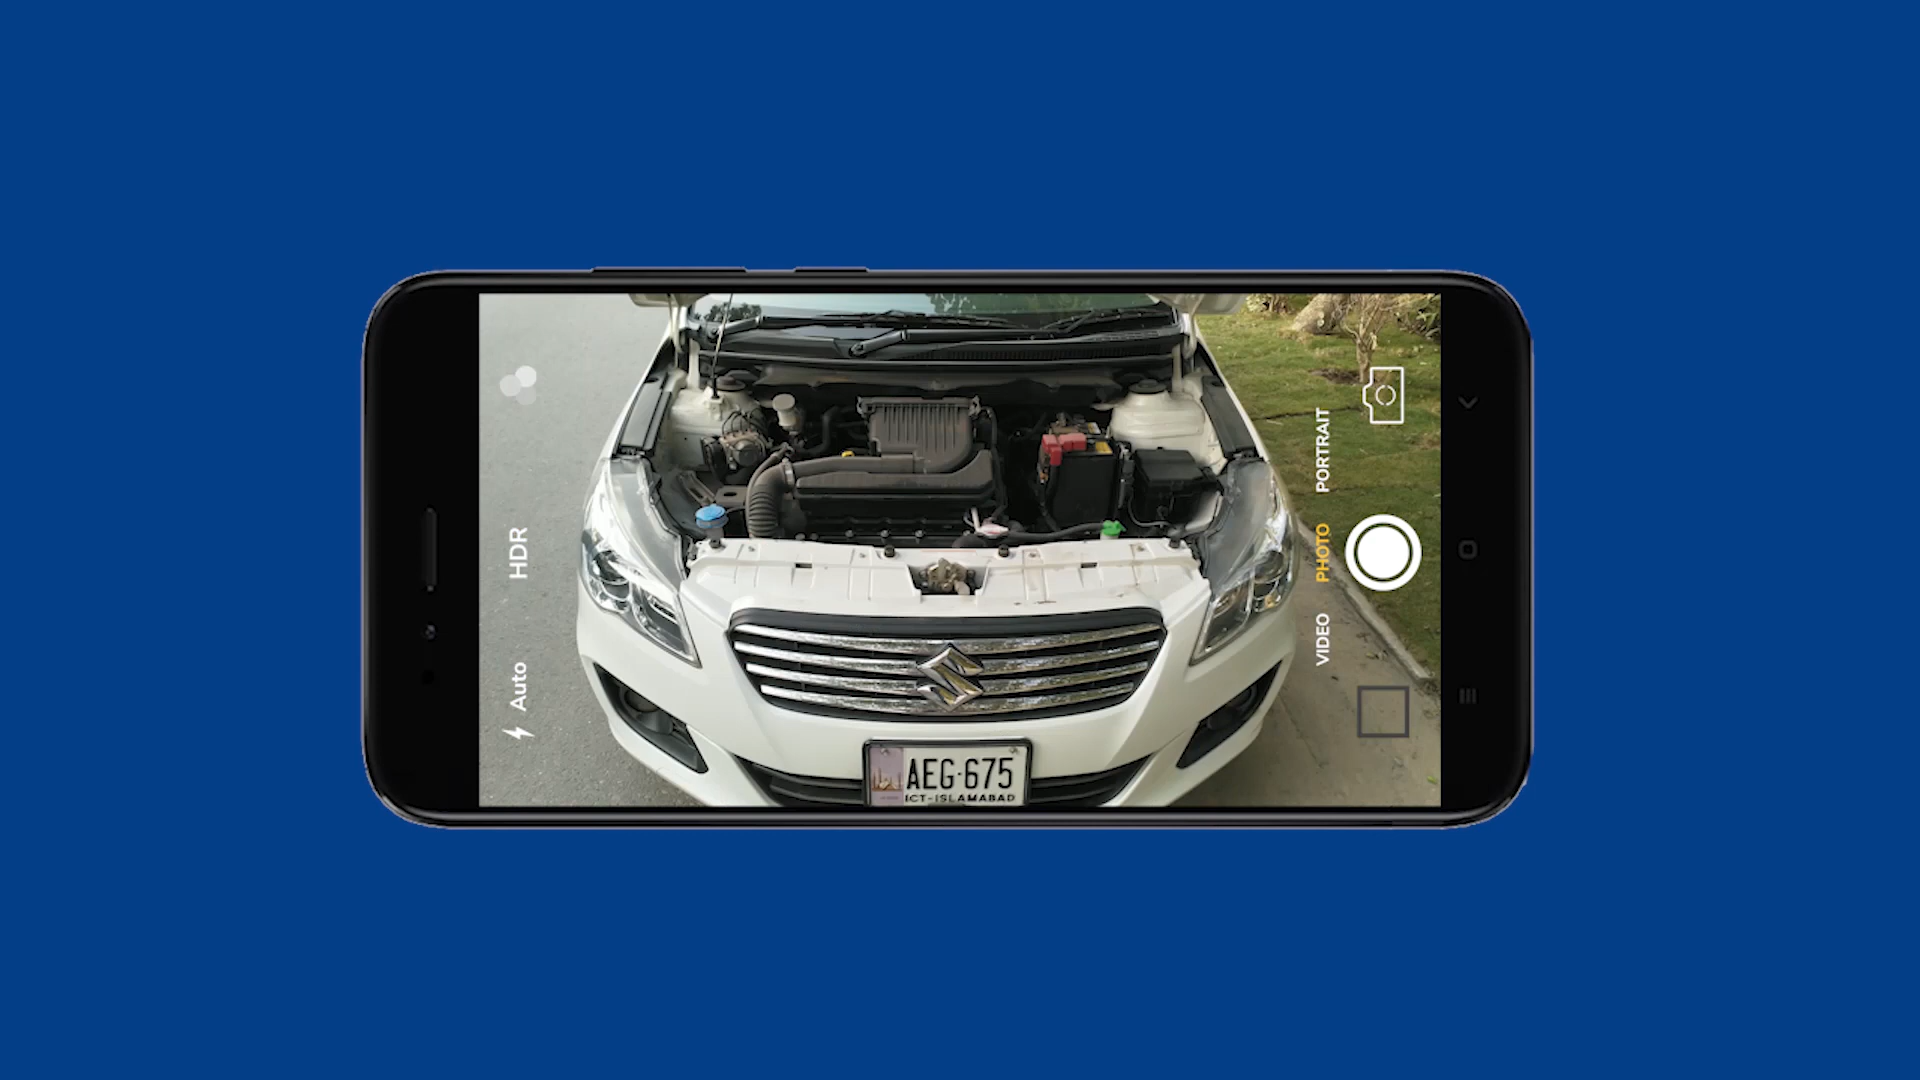 HDR
Auto
PORTRAIT
PHOTO
VIDEO
AEG·675
ICT-ISLAMABAD